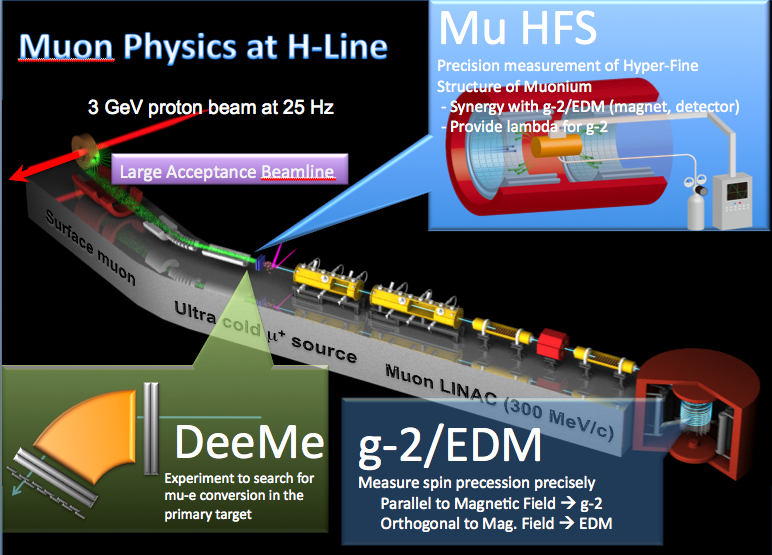 Muon Physics at H-Line
3 GeV proton beam at 25 Hz
Large Acceptance Beamline
Mu HFS
Precision measurement of Hyper-Fine
Structure of Muonium
- Synergy with g-2/EDM (magnet, detector)
- Provide lambda for g-2
Surface muon
Ultra cold μ⁺ source
Muon LINAC (300 MeV/c)
DeeMe
Experiment to search for
mu-e conversion in the
primary target
g-2/EDM
Measure spin precession precisely
Parallel to Magnetic Field → g-2
Orthogonal to Mag. Field → EDM